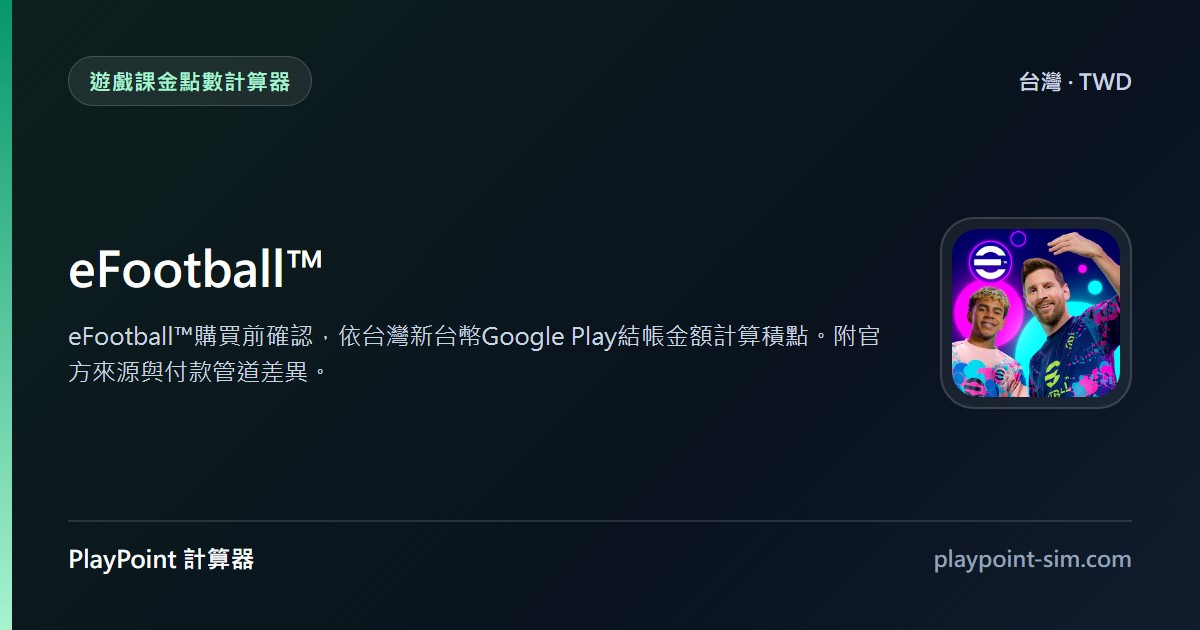 遊戲課金點數計算器
台灣 · TWD
eFootball™
eFootball™購買前確認，依台灣新台幣Google Play結帳金額計算積點。附官
方來源與付款管道差異。
PlayPoint 計算器
playpoint-sim.com